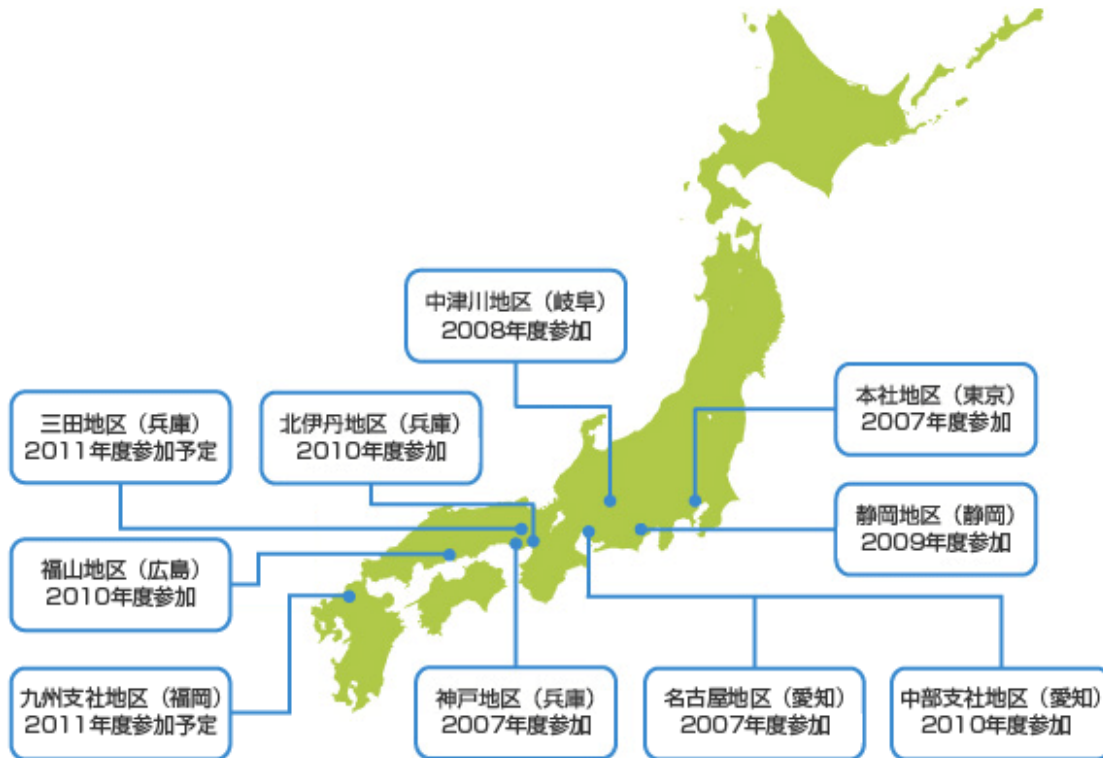 中津川地区（岐阜）
2008年度参加
本社地区（東京）
2007年度参加
三田地区（兵庫）
2011年度参加予定
北伊丹地区（兵庫）
2010年度参加
静岡地区（静岡）
2009年度参加
福山地区（広島）
2010年度参加
九州支社地区（福岡）
2011年度参加予定
神戸地区（兵庫）
2007年度参加
名古屋地区（愛知）
2007年度参加
中部支社地区（愛知）
2010年度参加